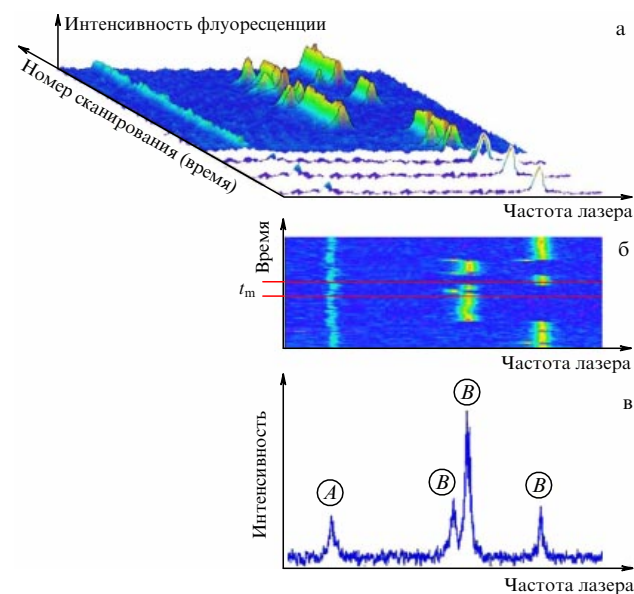 Интенсивность флуоресценции
а
Номер сканирования (время)
Частота лазера
Время
б
tm
Частота лазера
Интенсивность
в
B
B
B
A
Частота лазера